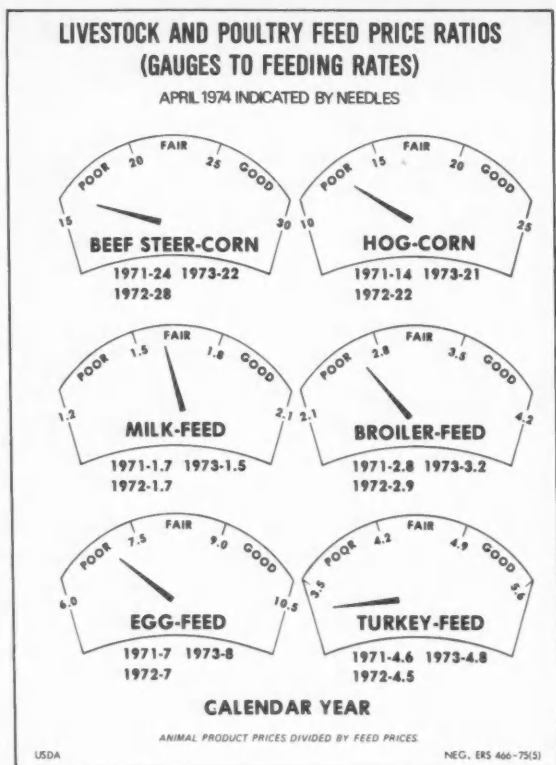 LIVESTOCK AND POULTRY FEED PRICE RATIOS
(GAUGES TO FEEDING RATES)
APRIL 1974 INDICATED BY NEEDLES
15 POOR 20 FAIR 25 GOOD 30
BEEF STEER-CORN
1971-24 1973-22
1972-28
10 POOR 15 FAIR 20 GOOD 25
HOG-CORN
1971-14 1973-21
1972-22
1.2 POOR 1.5 FAIR 1.8 GOOD 2.1
MILK-FEED
1971-1.7 1973-1.5
1972-1.7
2.1 POOR 2.8 FAIR 3.5 GOOD 4.2
BROILER-FEED
1971-2.8 1973-3.2
1972-2.9
6.0 POOR 7.5 FAIR 9.0 GOOD 10.5
EGG-FEED
1971-7 1973-8
1972-7
3.5 POOR 4.2 FAIR 4.9 GOOD 5.6
TURKEY-FEED
1971-4.6 1973-4.8
1972-4.5
CALENDAR YEAR
ANIMAL PRODUCT PRICES DIVIDED BY FEED PRICES.
USDA NEG. ERS 466-75(5)